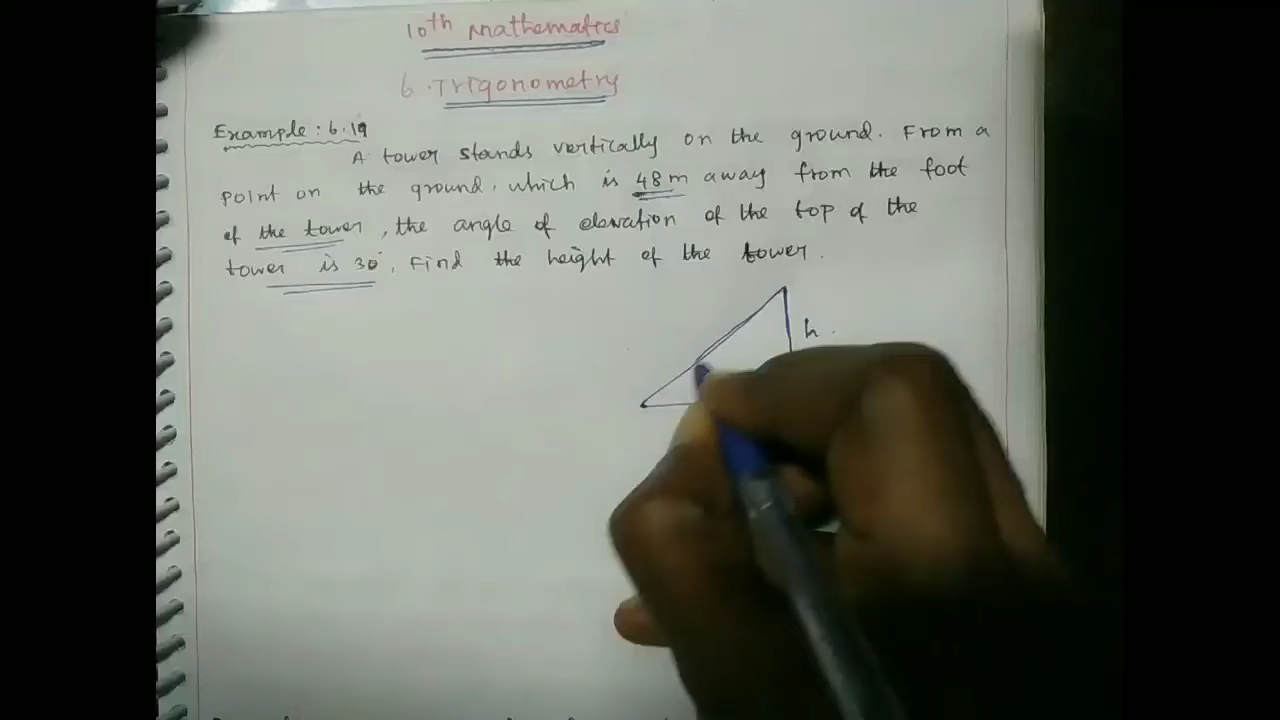 10th Mathematics
6. Trigonometry
Example: 6.19
A tower stands vertically on the ground. From a
point on the ground, which is 48m away from the foot
of the tower, the angle of elevation of the top of the
tower is 30°, Find the height of the tower.
h.